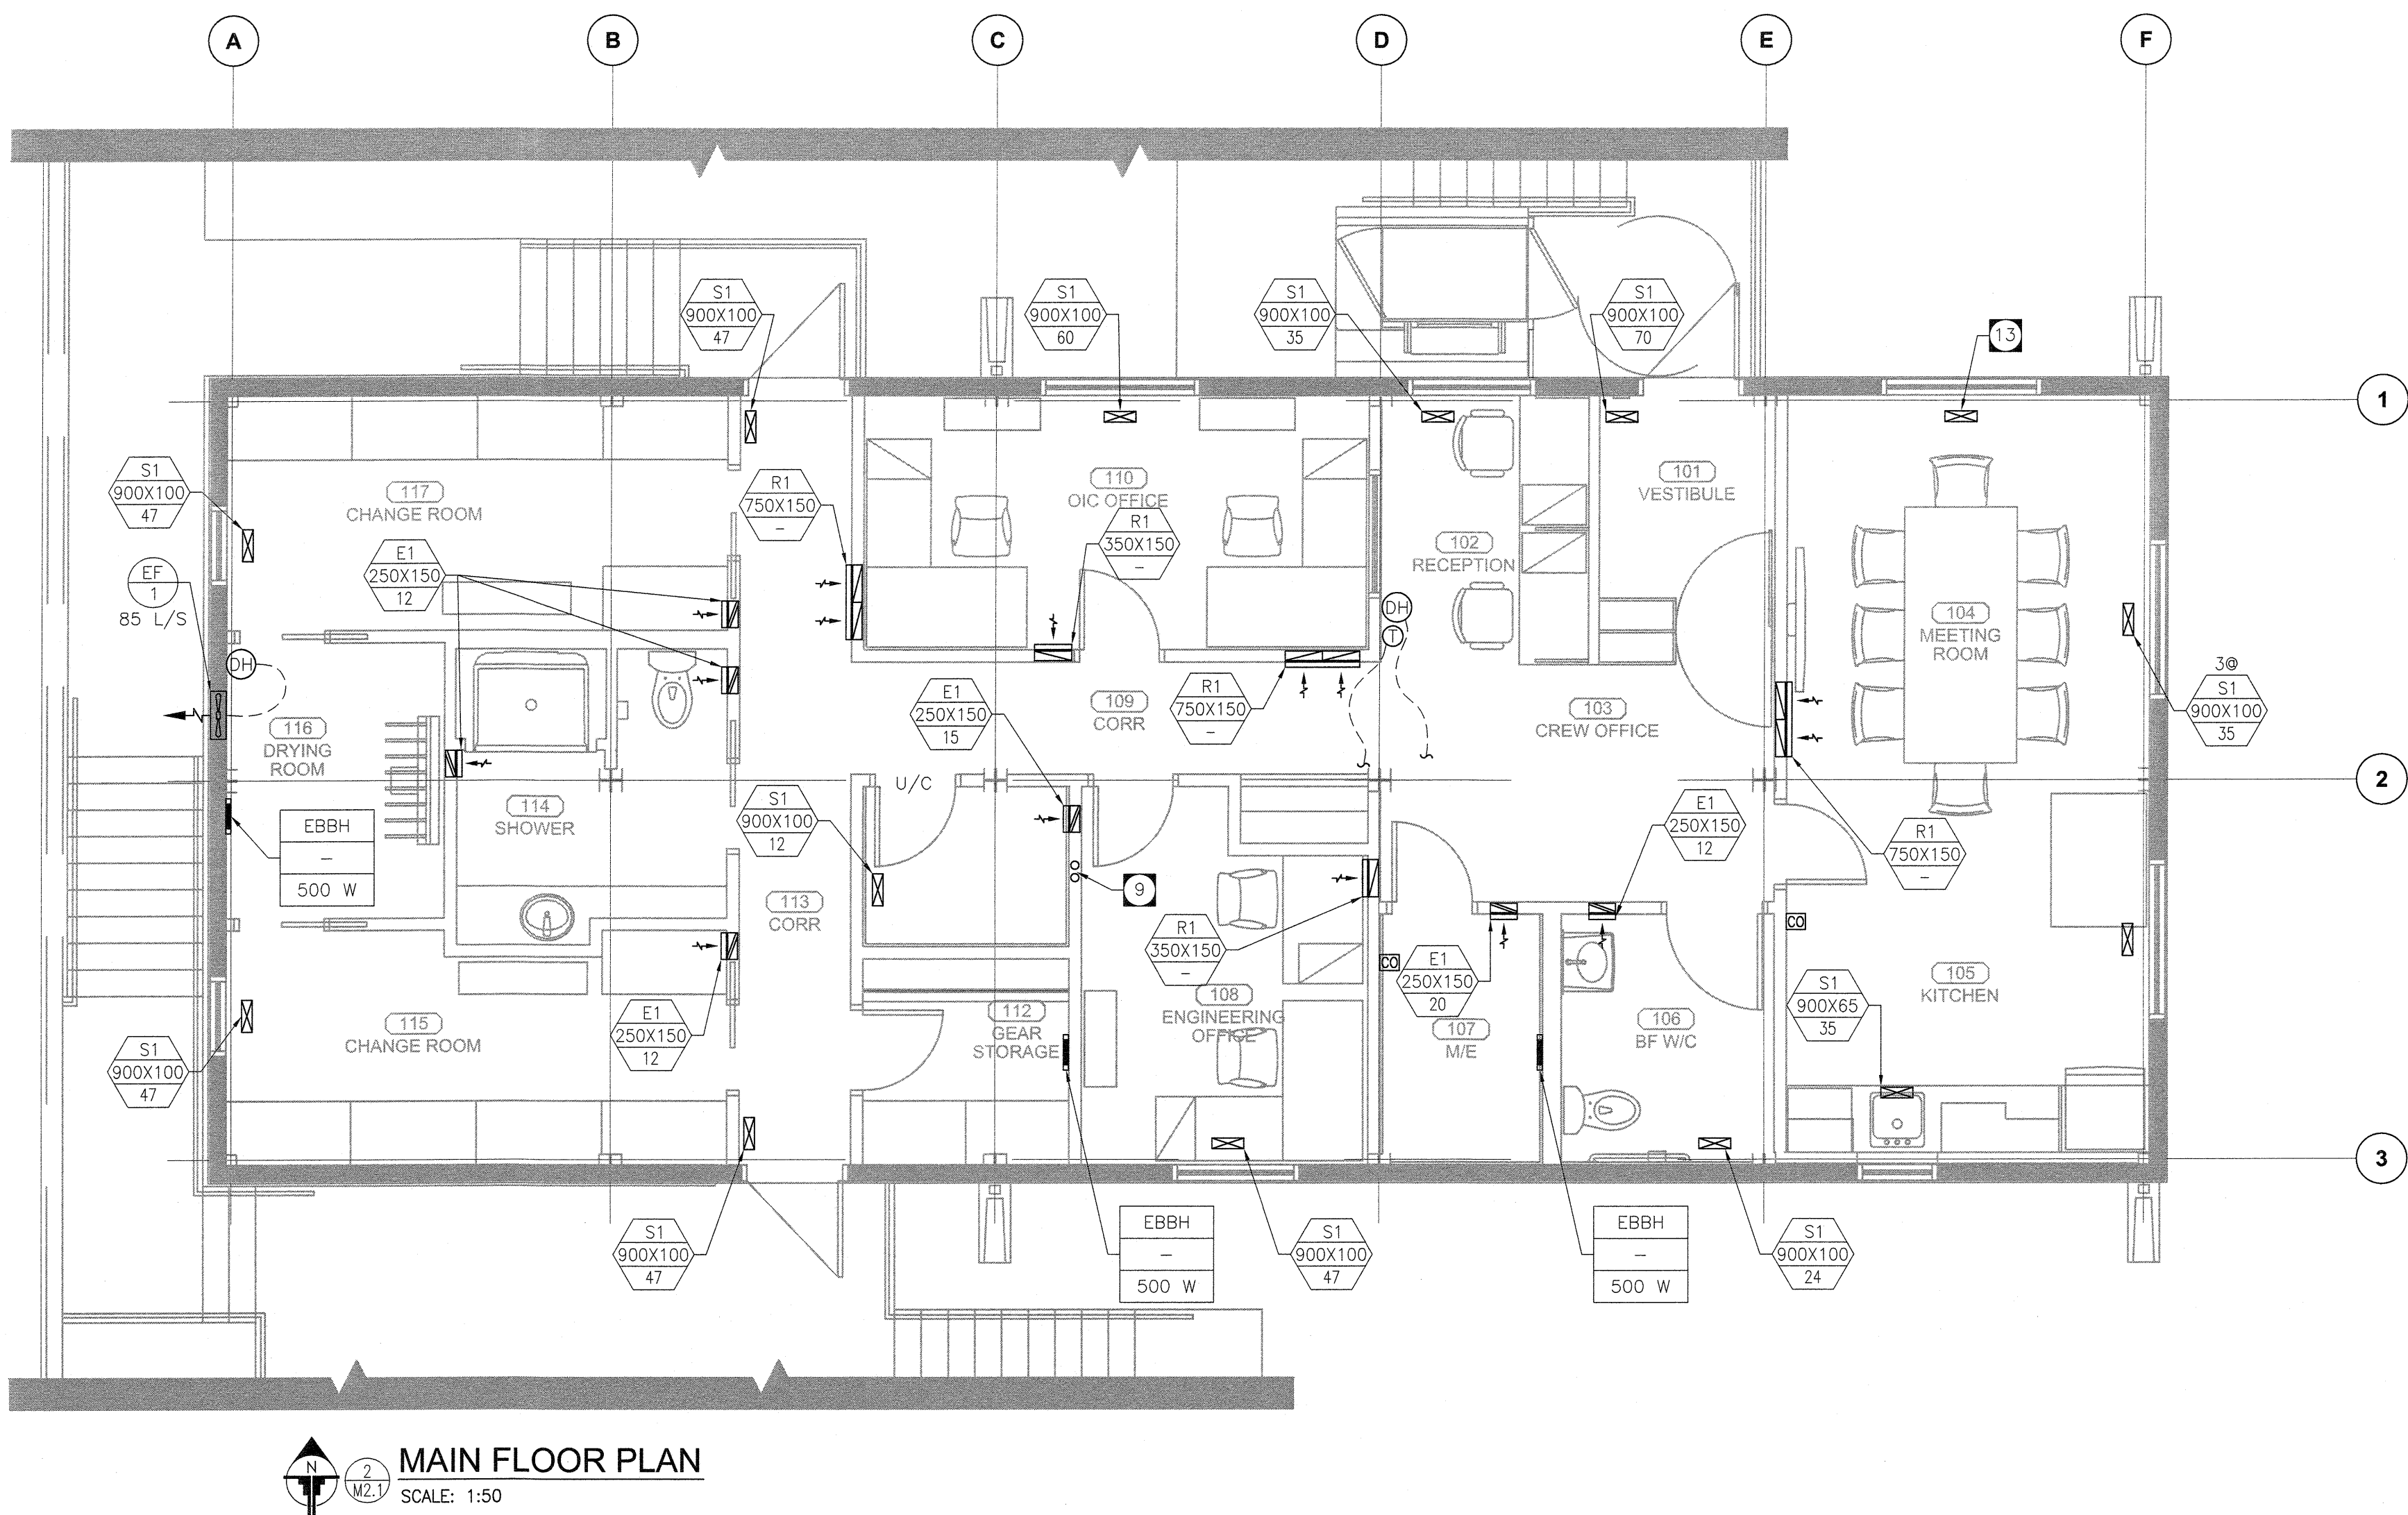 A
B
C
D
E
F
S1
900X100
47
S1
900X100
60
S1
900X100
35
S1
900X100
70
13
1
S1
900X100
47
117
CHANGE ROOM
R1
750X150
–
110
OIC OFFICE
R1
350X150
–
101
VESTIBULE
102
RECEPTION
E1
250X150
12
EF
1
85 L/S
DH
DH
T
104
MEETING
ROOM
3@
S1
900X100
35
116
DRYING
ROOM
E1
250X150
15
109
CORR
R1
750X150
–
103
CREW OFFICE
2
U/C
114
SHOWER
S1
900X100
12
EBBH
–
500 W
E1
250X150
12
R1
750X150
–
9
113
CORR
CO
R1
350X150
–
CO
E1
250X150
20
105
KITCHEN
S1
900X65
35
115
CHANGE ROOM
E1
250X150
12
112
GEAR
STORAGE
108
ENGINEERING
OFFICE
107
M/E
106
BF W/C
S1
900X100
47
3
S1
900X100
47
EBBH
–
500 W
S1
900X100
47
EBBH
–
500 W
S1
900X100
24
N
2
M2.1
MAIN FLOOR PLAN
SCALE: 1:50